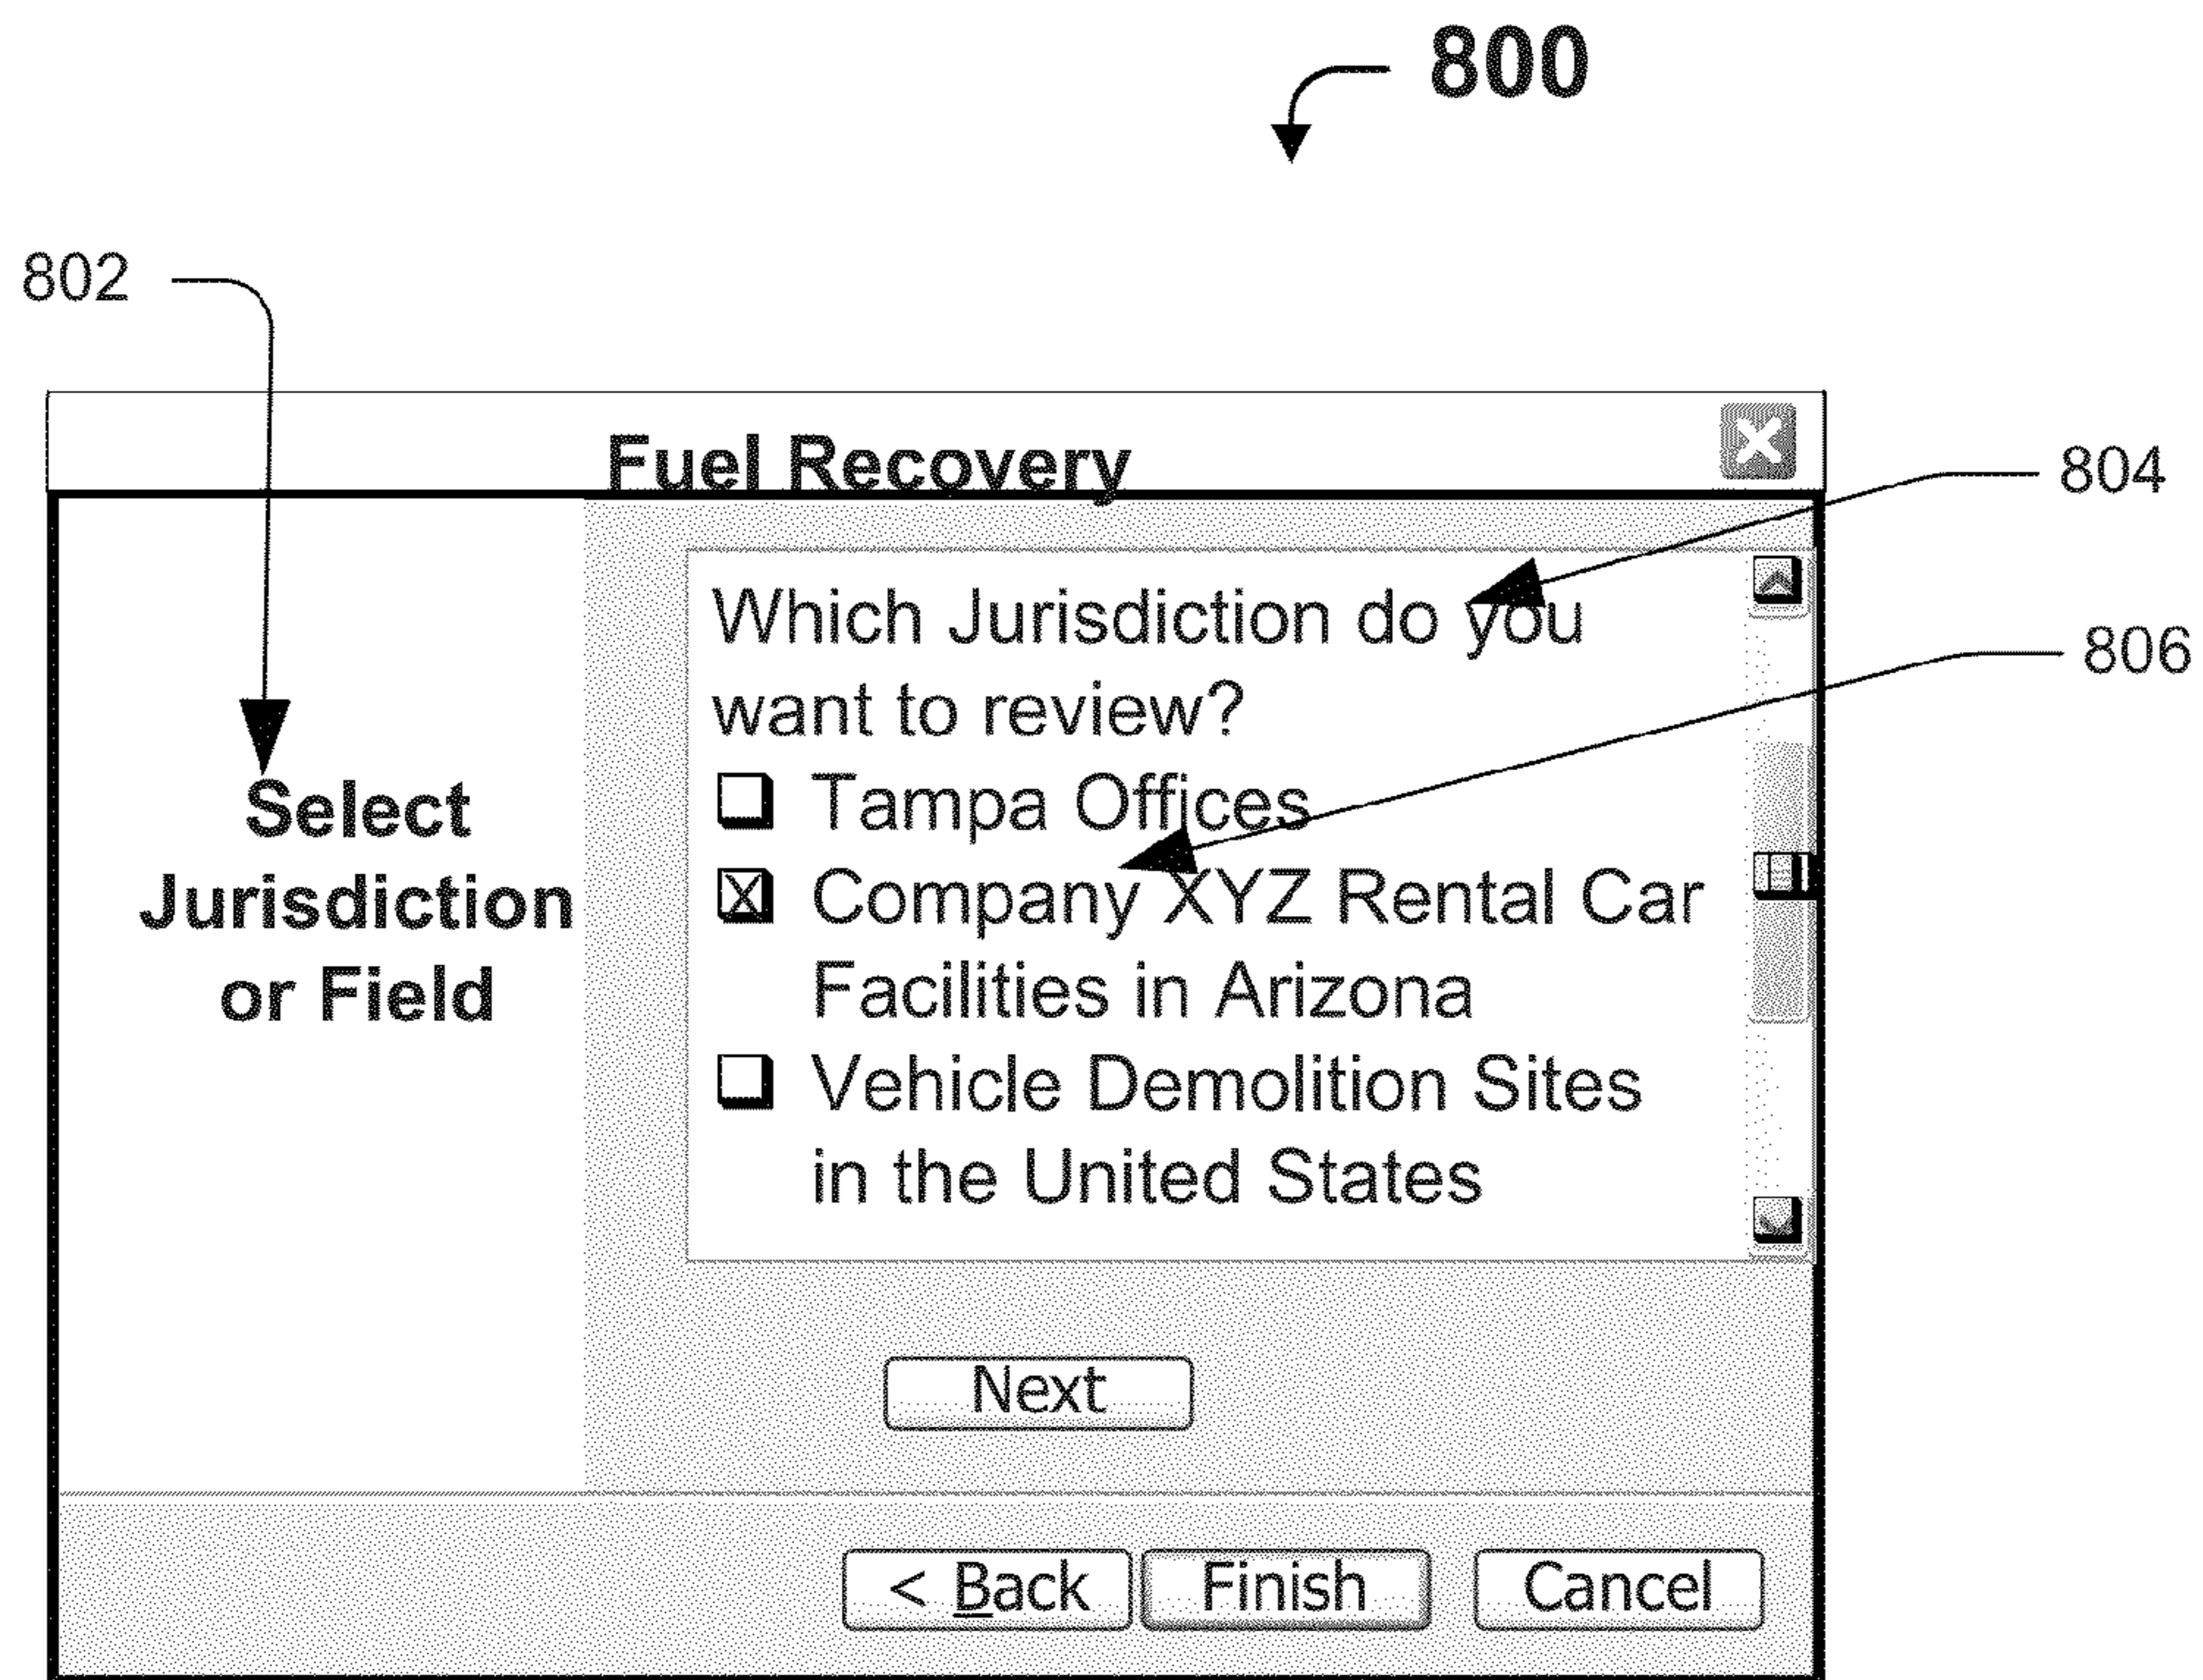 800
802
Fuel Recovery
804
Which Jurisdiction do you
want to review?
806
Tampa Offices
Select
Jurisdiction
or Field
Company XYZ Rental Car
Facilities in Arizona
Vehicle Demolition Sites
in the United States
Next
< Back
Finish
Cancel